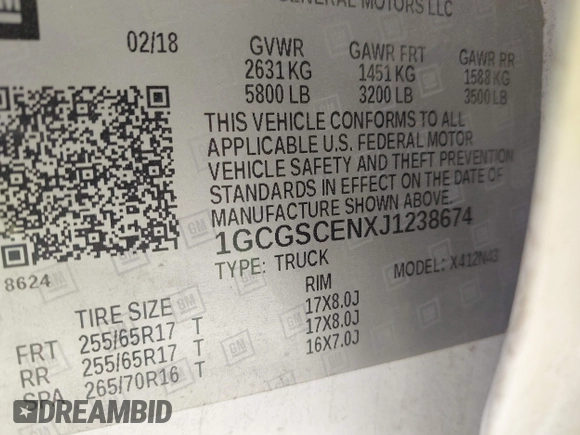 GENERAL MOTORS LLC
GM
02/18 GVWR GAWR FRT GAWR RR
2631 KG 1451 KG 1588 KG
5800 LB 3200 LB 3500 LB
THIS VEHICLE CONFORMS TO ALL
APPLICABLE U.S. FEDERAL MOTOR
VEHICLE SAFETY AND THEFT PREVENTION
STANDARDS IN EFFECT ON THE DATE OF
MANUFACTURE SHOWN ABOVE.
1GCGSCENXJ1238674
8624
TYPE: TRUCK MODEL: X412N43
TIRE SIZE RIM
FRT 255/65R17 T 17X8.0J
RR 255/65R17 T 17X8.0J
SPA 265/70R16 T 16X7.0J
DREAMBID